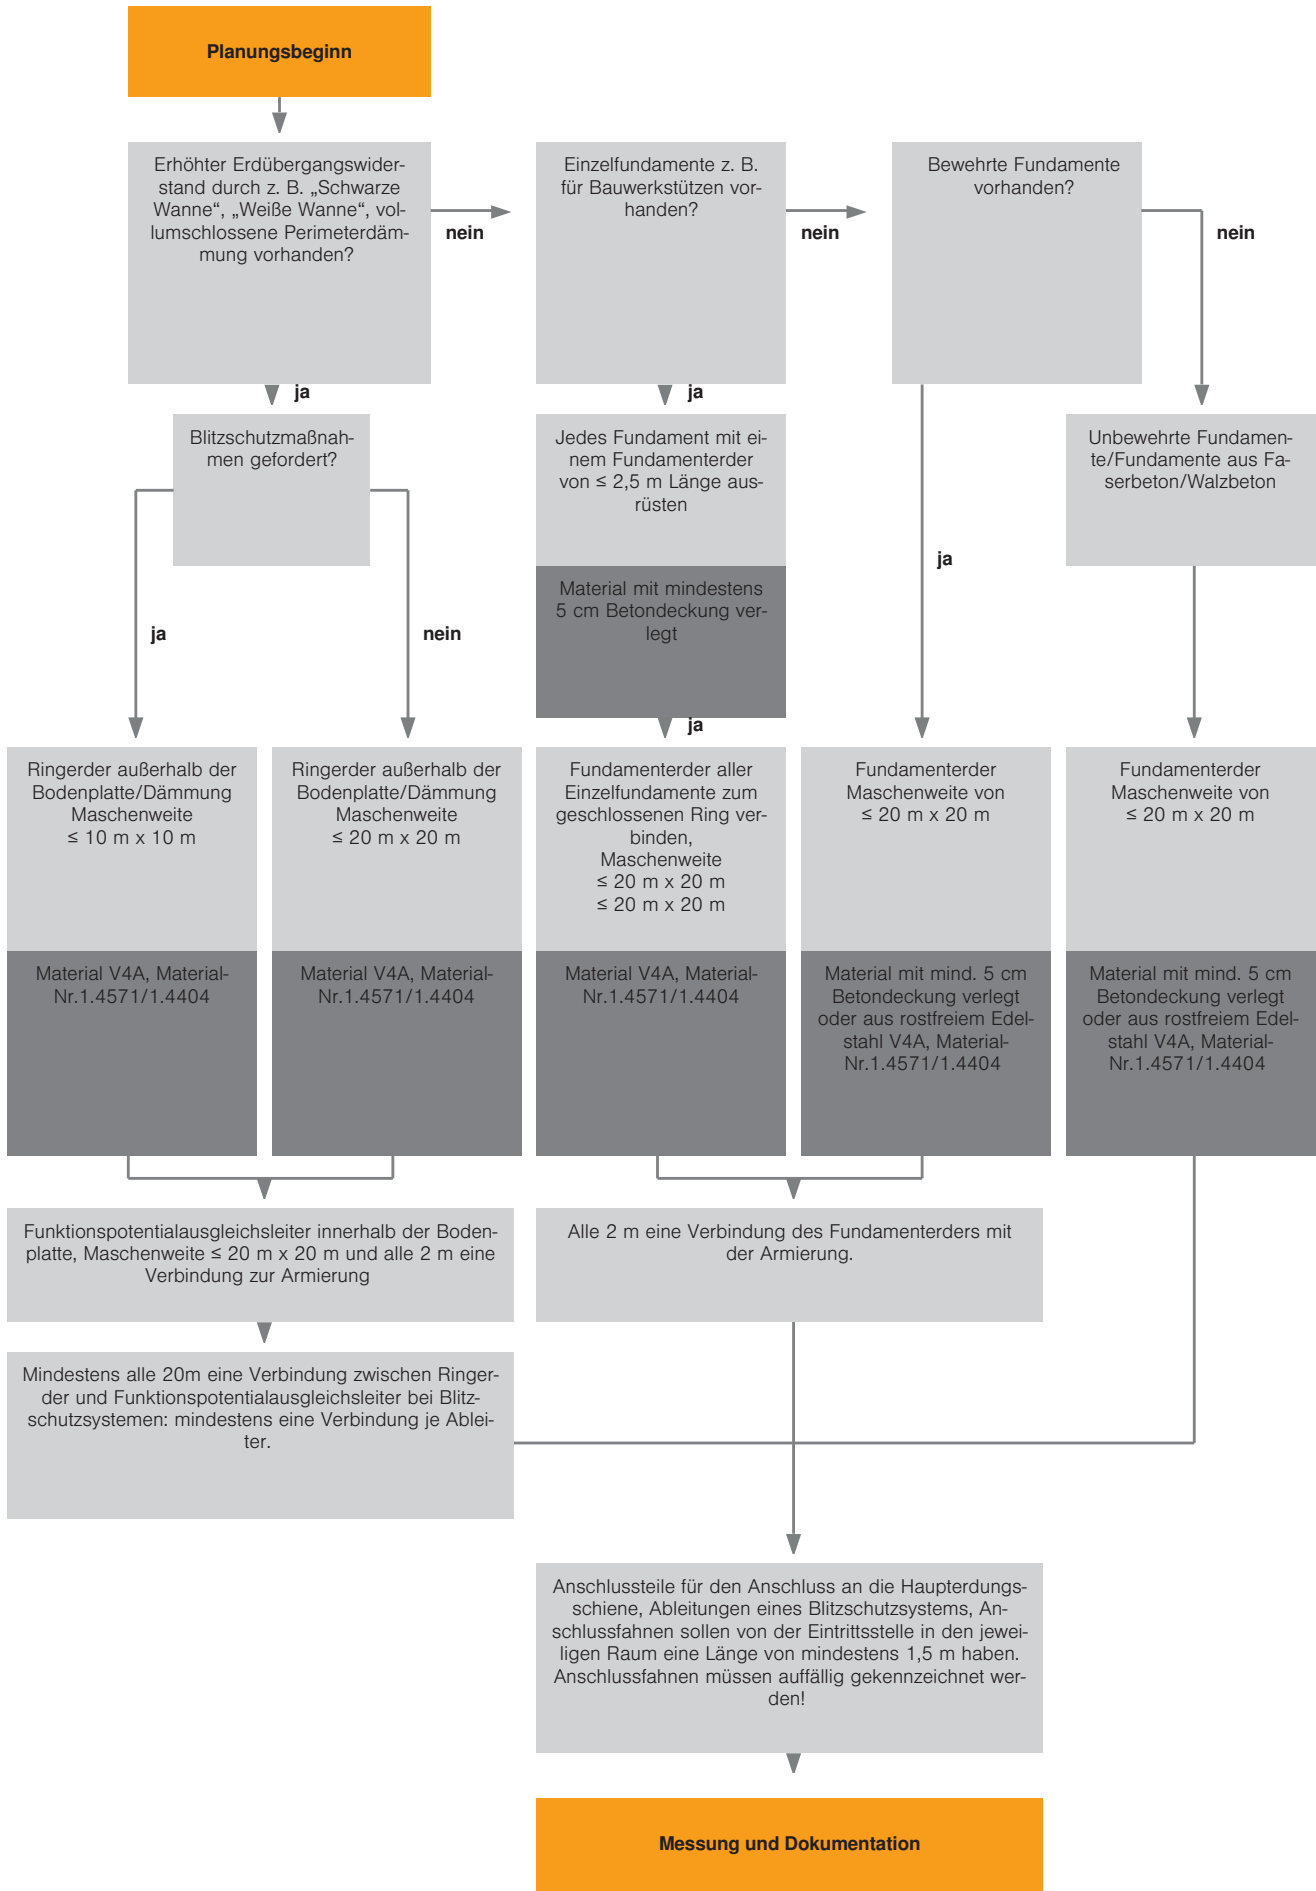 Planungsbeginn
Erhöhter Erdübergangswider-
stand durch z. B. „Schwarze
Wanne“, „Weiße Wanne“, vol-
lumschlossene Perimeterdäm-
mung vorhanden?
nein
Einzelfundamente z. B.
für Bauwerkstützen vor-
handen?
nein
Bewehrte Fundamente
vorhanden?
nein
ja
ja
Blitzschutzmaßnah-
men gefordert?
Jedes Fundament mit ei-
nem Fundamenterder
von ≤ 2,5 m Länge aus-
rüsten
Unbewehrte Fundamen-
te/Fundamente aus Fa-
serbeton/Walzbeton
ja
Material mit mindestens
5 cm Betondeckung ver-
legt
ja
nein
ja
Ringerder außerhalb der
Bodenplatte/Dämmung
Maschenweite
≤ 10 m x 10 m
Ringerder außerhalb der
Bodenplatte/Dämmung
Maschenweite
≤ 20 m x 20 m
Fundamenterder aller
Einzelfundamente zum
geschlossenen Ring ver-
binden,
Maschenweite
≤ 20 m x 20 m
≤ 20 m x 20 m
Fundamenterder
Maschenweite von
≤ 20 m x 20 m
Fundamenterder
Maschenweite von
≤ 20 m x 20 m
Material V4A, Material-
Nr.1.4571/1.4404
Material V4A, Material-
Nr.1.4571/1.4404
Material V4A, Material-
Nr.1.4571/1.4404
Material mit mind. 5 cm
Betondeckung verlegt
oder aus rostfreiem Edel-
stahl V4A, Material-
Nr.1.4571/1.4404
Material mit mind. 5 cm
Betondeckung verlegt
oder aus rostfreiem Edel-
stahl V4A, Material-
Nr.1.4571/1.4404
Funktionspotentialausgleichsleiter innerhalb der Boden-
platte, Maschenweite ≤ 20 m x 20 m und alle 2 m eine
Verbindung zur Armierung
Alle 2 m eine Verbindung des Fundamenterders mit
der Armierung.
Mindestens alle 20m eine Verbindung zwischen Ringer-
der und Funktionspotentialausgleichsleiter bei Blitz-
schutzsystemen: mindestens eine Verbindung je Ablei-
ter.
Anschlussteile für den Anschluss an die Haupterdungs-
schiene, Ableitungen eines Blitzschutzsystems, An-
schlussfahnen sollen von der Eintrittsstelle in den jewei-
ligen Raum eine Länge von mindestens 1,5 m haben.
Anschlussfahnen müssen auffällig gekennzeichnet wer-
den!
Messung und Dokumentation